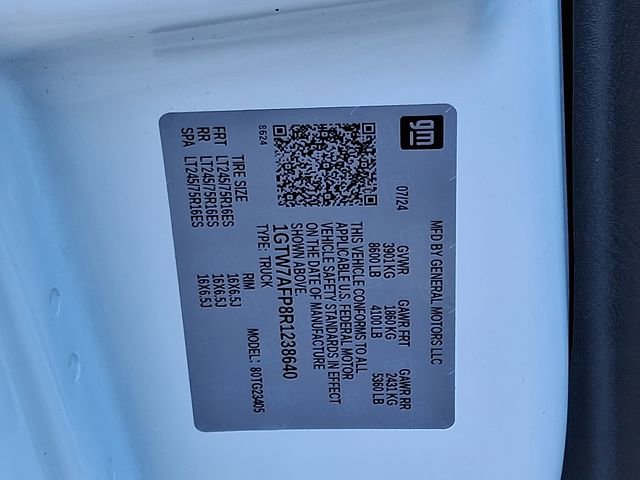 gm
MFD BY GENERAL MOTORS LLC
07/24 GVWR GAWR FRT GAWR RR
3901 KG 1860 KG 2431 KG
8600 LB 4100 LB 5360 LB
THIS VEHICLE CONFORMS TO ALL
APPLICABLE U.S. FEDERAL MOTOR
VEHICLE SAFETY STANDARDS IN EFFECT
ON THE DATE OF MANUFACTURE
SHOWN ABOVE.
1GTW7AFP8R1238640
8624 TYPE: TRUCK MODEL: 80TG23405
TIRE SIZE RIM
FRT LT245/75R16ES 16X6.5J
RR LT245/75R16ES 16X6.5J
SPA LT245/75R16ES 16X6.5J